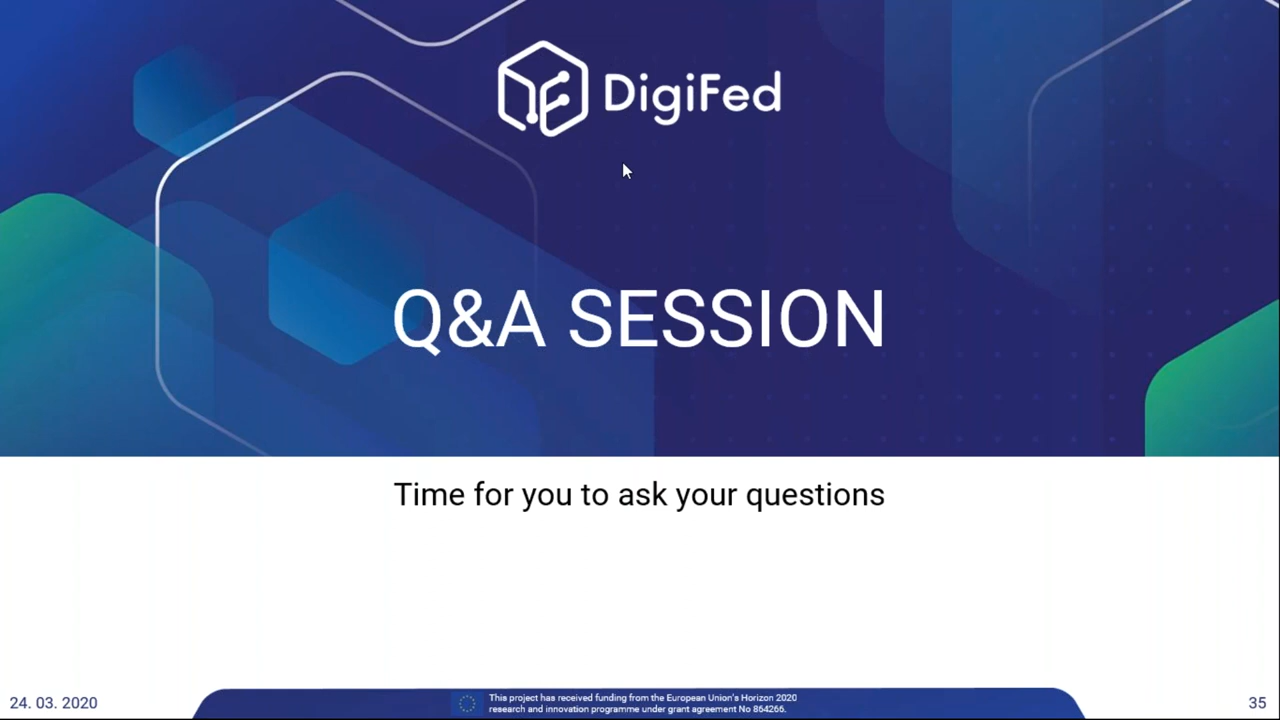 DigiFed
Q&A SESSION
Time for you to ask your questions
24. 03. 2020
This project has received funding from the European Union's Horizon 2020
research and innovation programme under grant agreement No 864266.
35